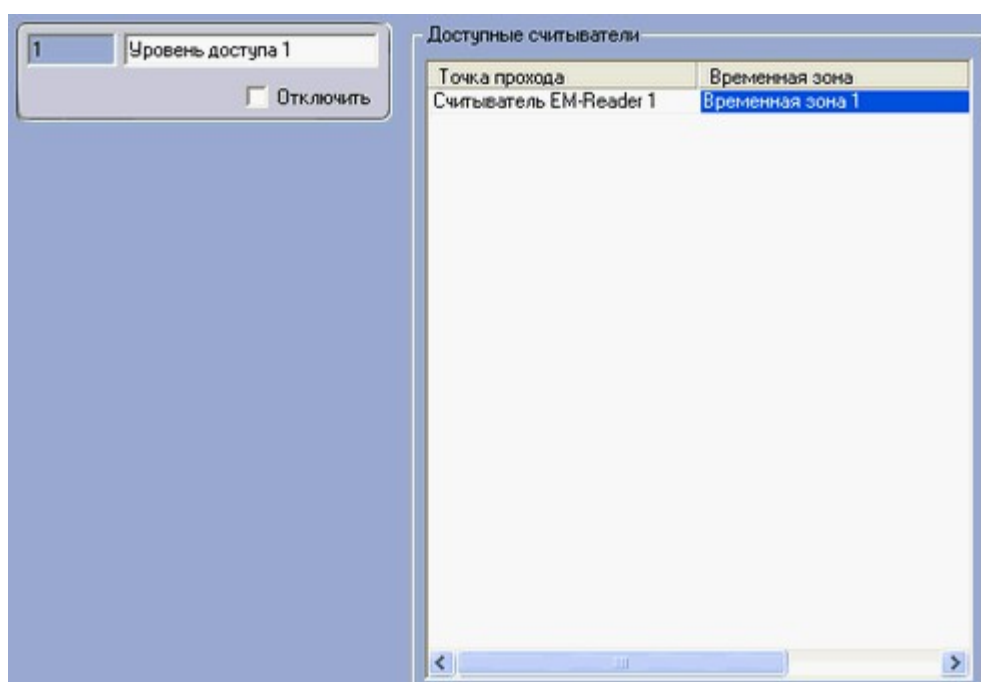 1
Уровень доступа 1
Отключить
Доступные считыватели
Точка прохода Временная зона
Считыватель EM-Reader 1 Временная зона 1